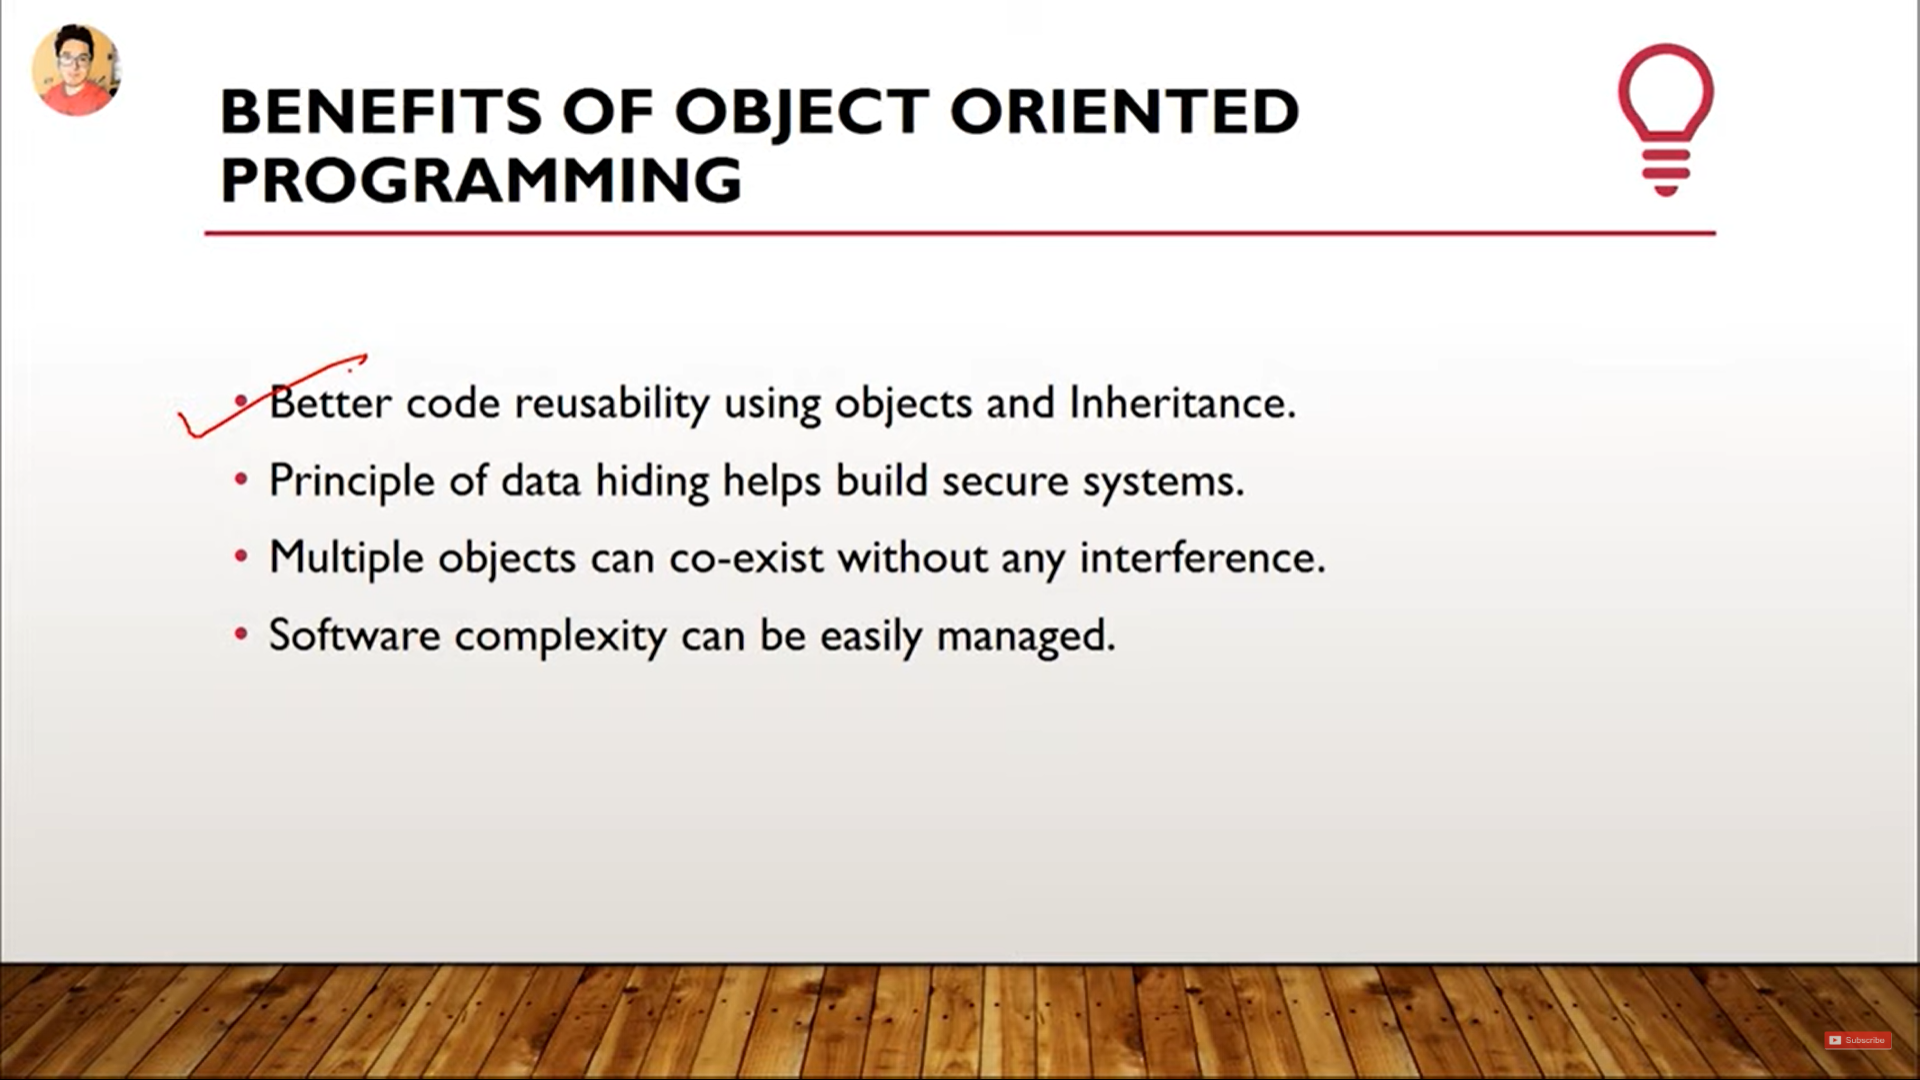 BENEFITS OF OBJECT ORIENTED
PROGRAMMING
• Better code reusability using objects and Inheritance.
• Principle of data hiding helps build secure systems.
• Multiple objects can co-exist without any interference.
• Software complexity can be easily managed.
Subscribe